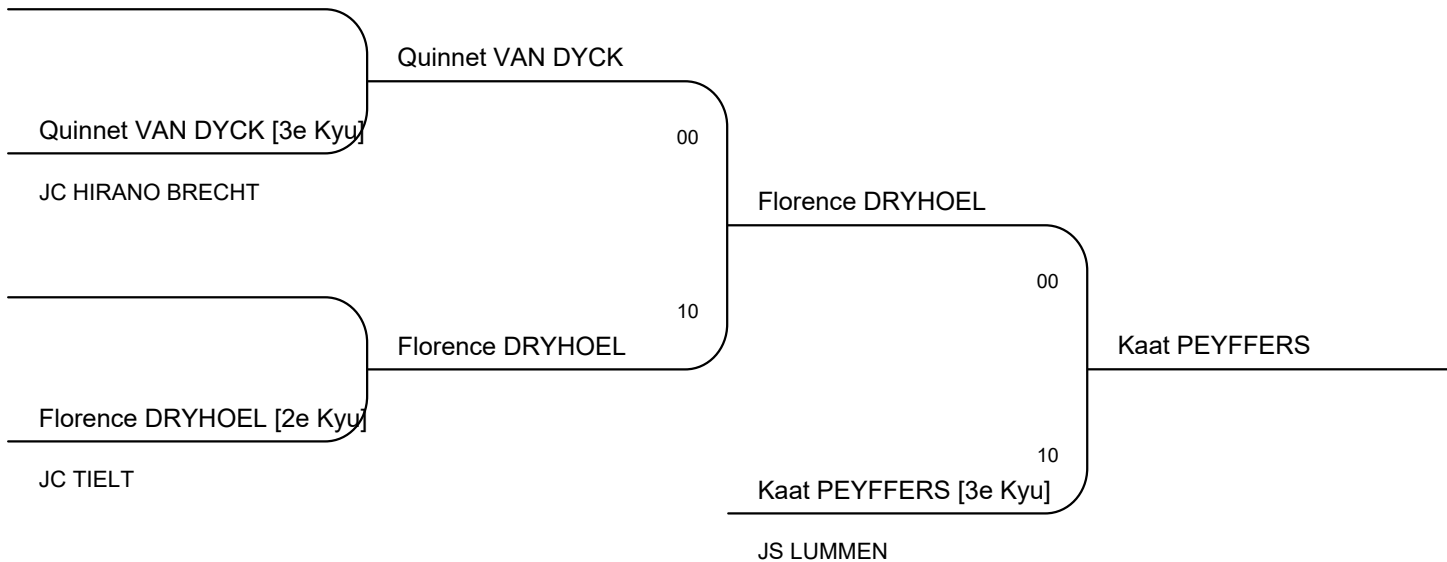 Quinnet VAN DYCK
Quinnet VAN DYCK [3e Kyu]
00
JC HIRANO BRECHT
Florence DRYHOEL
00
10
Florence DRYHOEL
Kaat PEYFFERS
Florence DRYHOEL [2e Kyu]
10
JC TIELT
Kaat PEYFFERS [3e Kyu]
JS LUMMEN